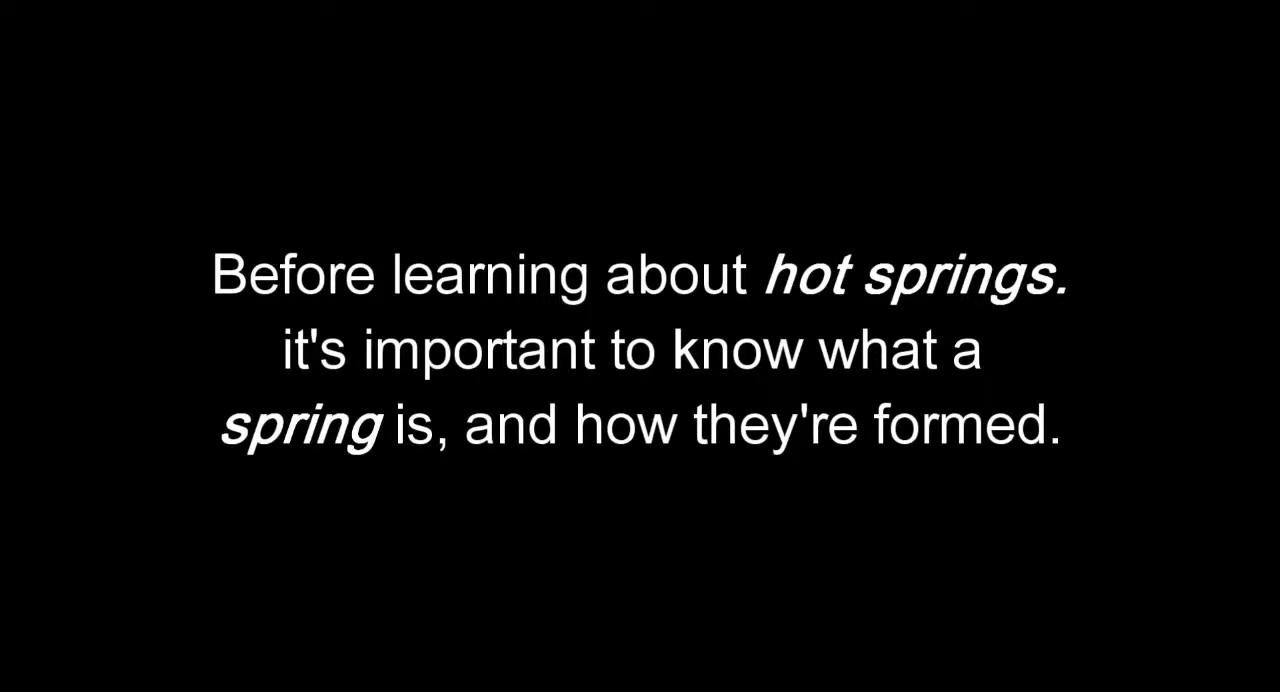 Before learning about hot springs.
it's important to know what a
spring is, and how they're formed.